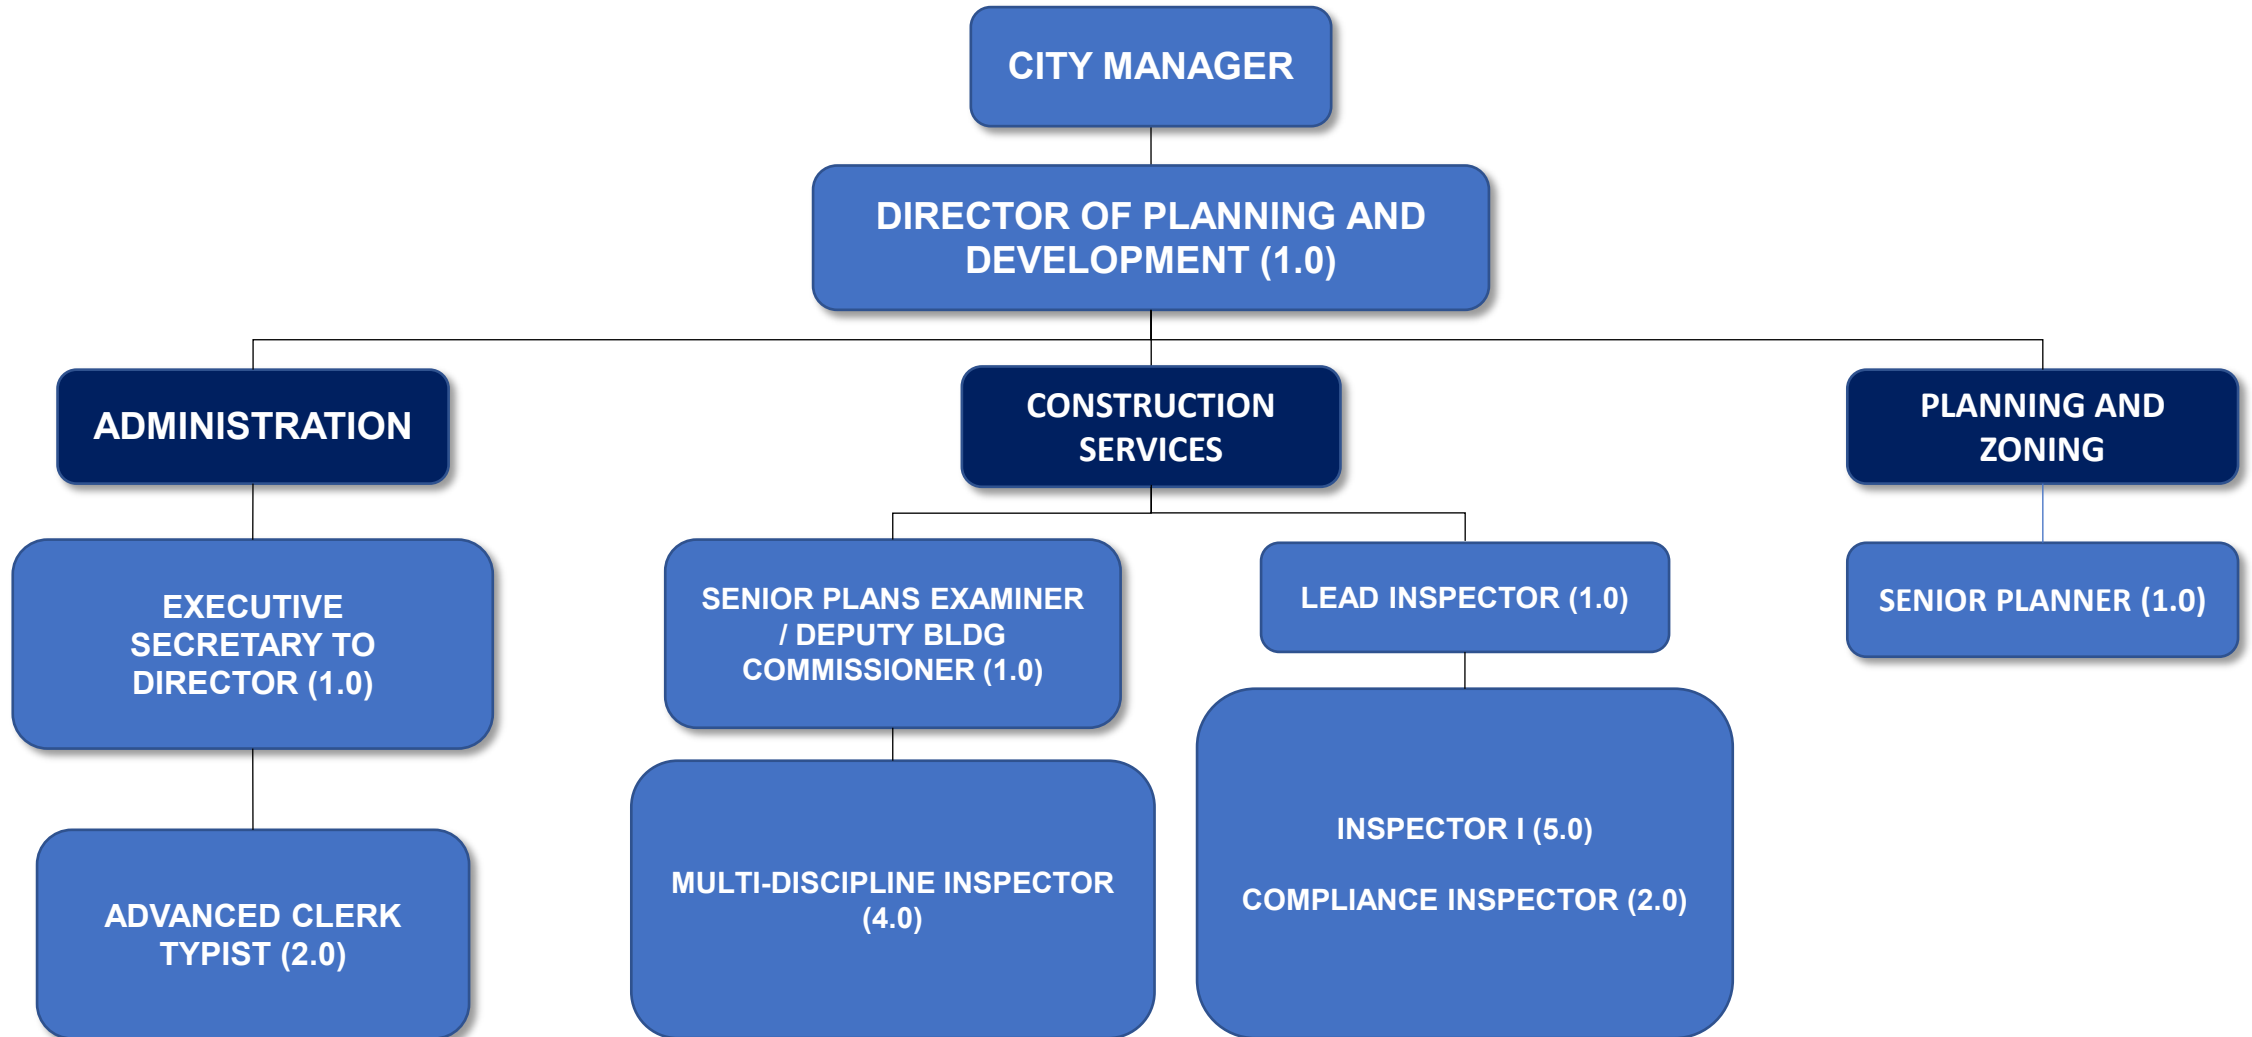 CITY MANAGER
DIRECTOR OF PLANNING AND
DEVELOPMENT (1.0)
ADMINISTRATION
CONSTRUCTION
SERVICES
PLANNING AND
ZONING
EXECUTIVE
SECRETARY TO
DIRECTOR (1.0)
SENIOR PLANS EXAMINER
/ DEPUTY BLDG
COMMISSIONER (1.0)
LEAD INSPECTOR (1.0)
SENIOR PLANNER (1.0)
ADVANCED CLERK
TYPIST (2.0)
MULTI-DISCIPLINE INSPECTOR
(4.0)
INSPECTOR I (5.0)
COMPLIANCE INSPECTOR (2.0)